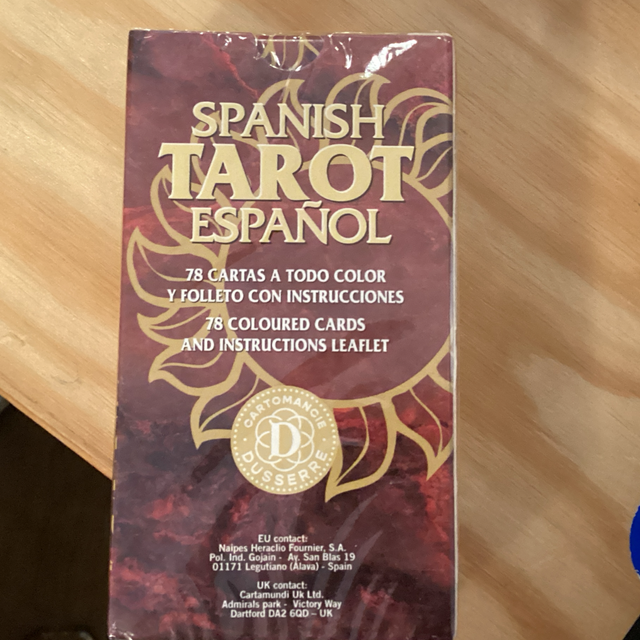 SPANISH
TAROT
ESPAÑOL
78 CARTAS A TODO COLOR
Y FOLLETO CON INSTRUCCIONES
78 COLOURED CARDS
AND INSTRUCTIONS LEAFLET
CARTOMANCIE
D
DUSSERRE
EU contact:
Naipes Heraclio Fournier, S.A.
Pol. Ind. Gojain - Av. San Blas 19
01171 Legutiano (Álava) - Spain
UK contact:
Cartamundi Uk Ltd.
Admirals park - Victory Way
Dartford DA2 6QD - UK